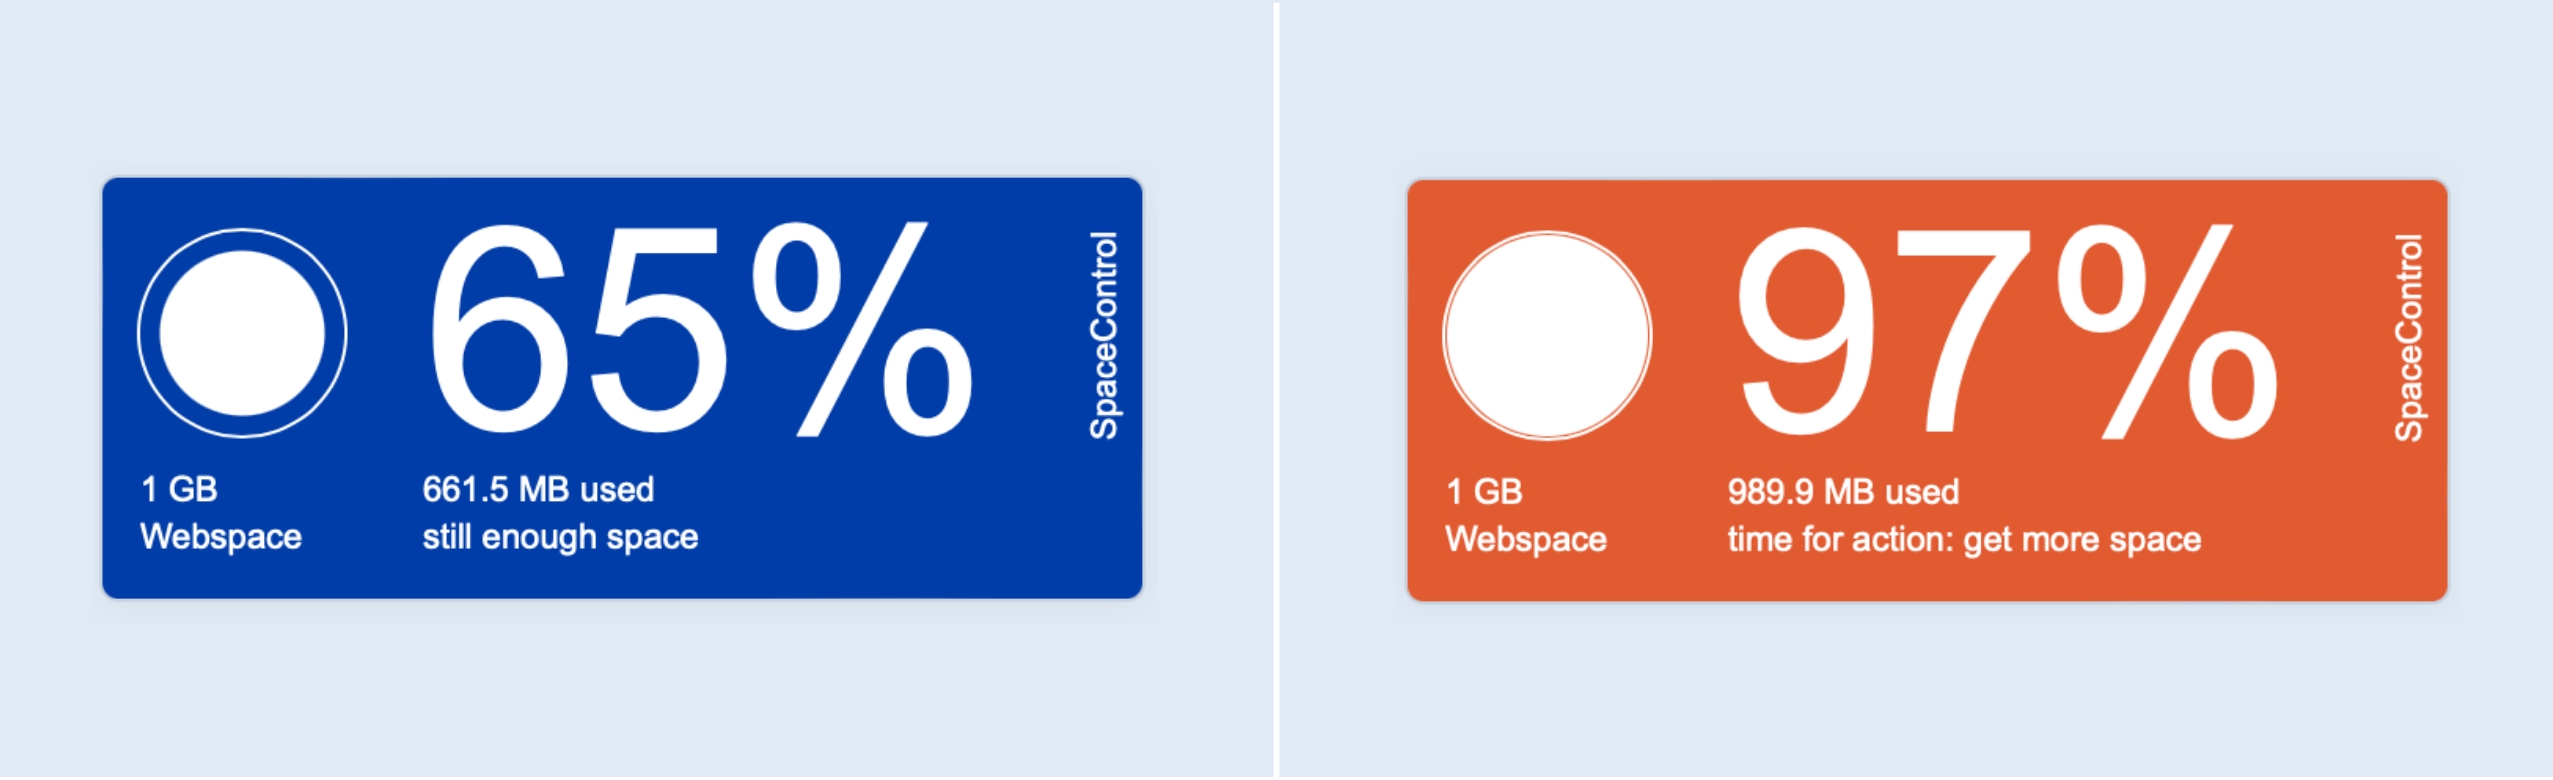 65%
SpaceControl
1 GB
Webspace
661.5 MB used
still enough space
97%
SpaceControl
1 GB
Webspace
989.9 MB used
time for action: get more space